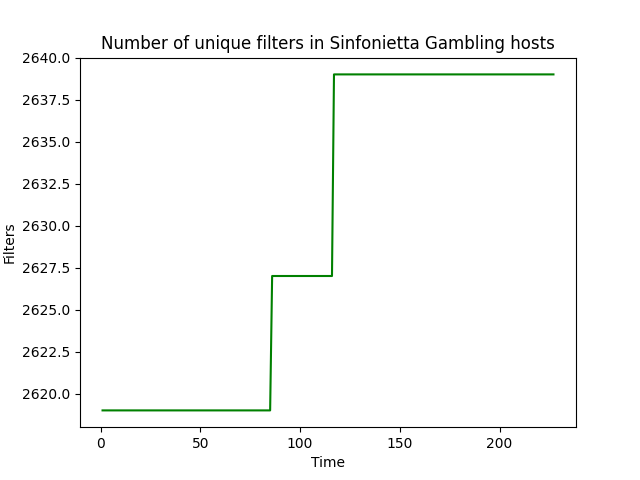 Number of unique filters in Sinfonietta Gambling hosts
2640.0
2637.5
2635.0
2632.5
2630.0
2627.5
2625.0
2622.5
2620.0
Filters
0 50 100 150 200
Time